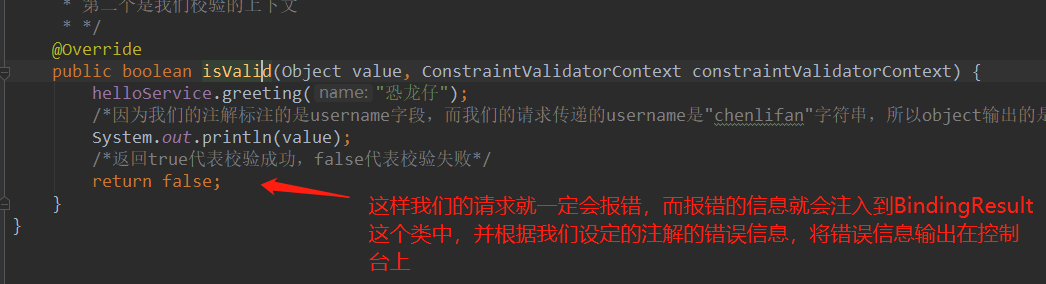 * 第二个是我们校验的上下文
* */
@Override
public boolean isValid(Object value, ConstraintValidatorContext constraintValidatorContext) {
helloService.greeting( name: "恐龙仔");
/*因为我们的注解标注的是username字段，而我们的请求传递的username是"chenlifan"字符串，所以object输出的是
System.out.println(value);
/*返回true代表校验成功，false代表校验失败*/
return false;
}
}
这样我们的请求就一定会报错，而报错的信息就会注入到BindingResult
这个类中，并根据我们设定的注解的错误信息，将错误信息输出在控制
台上